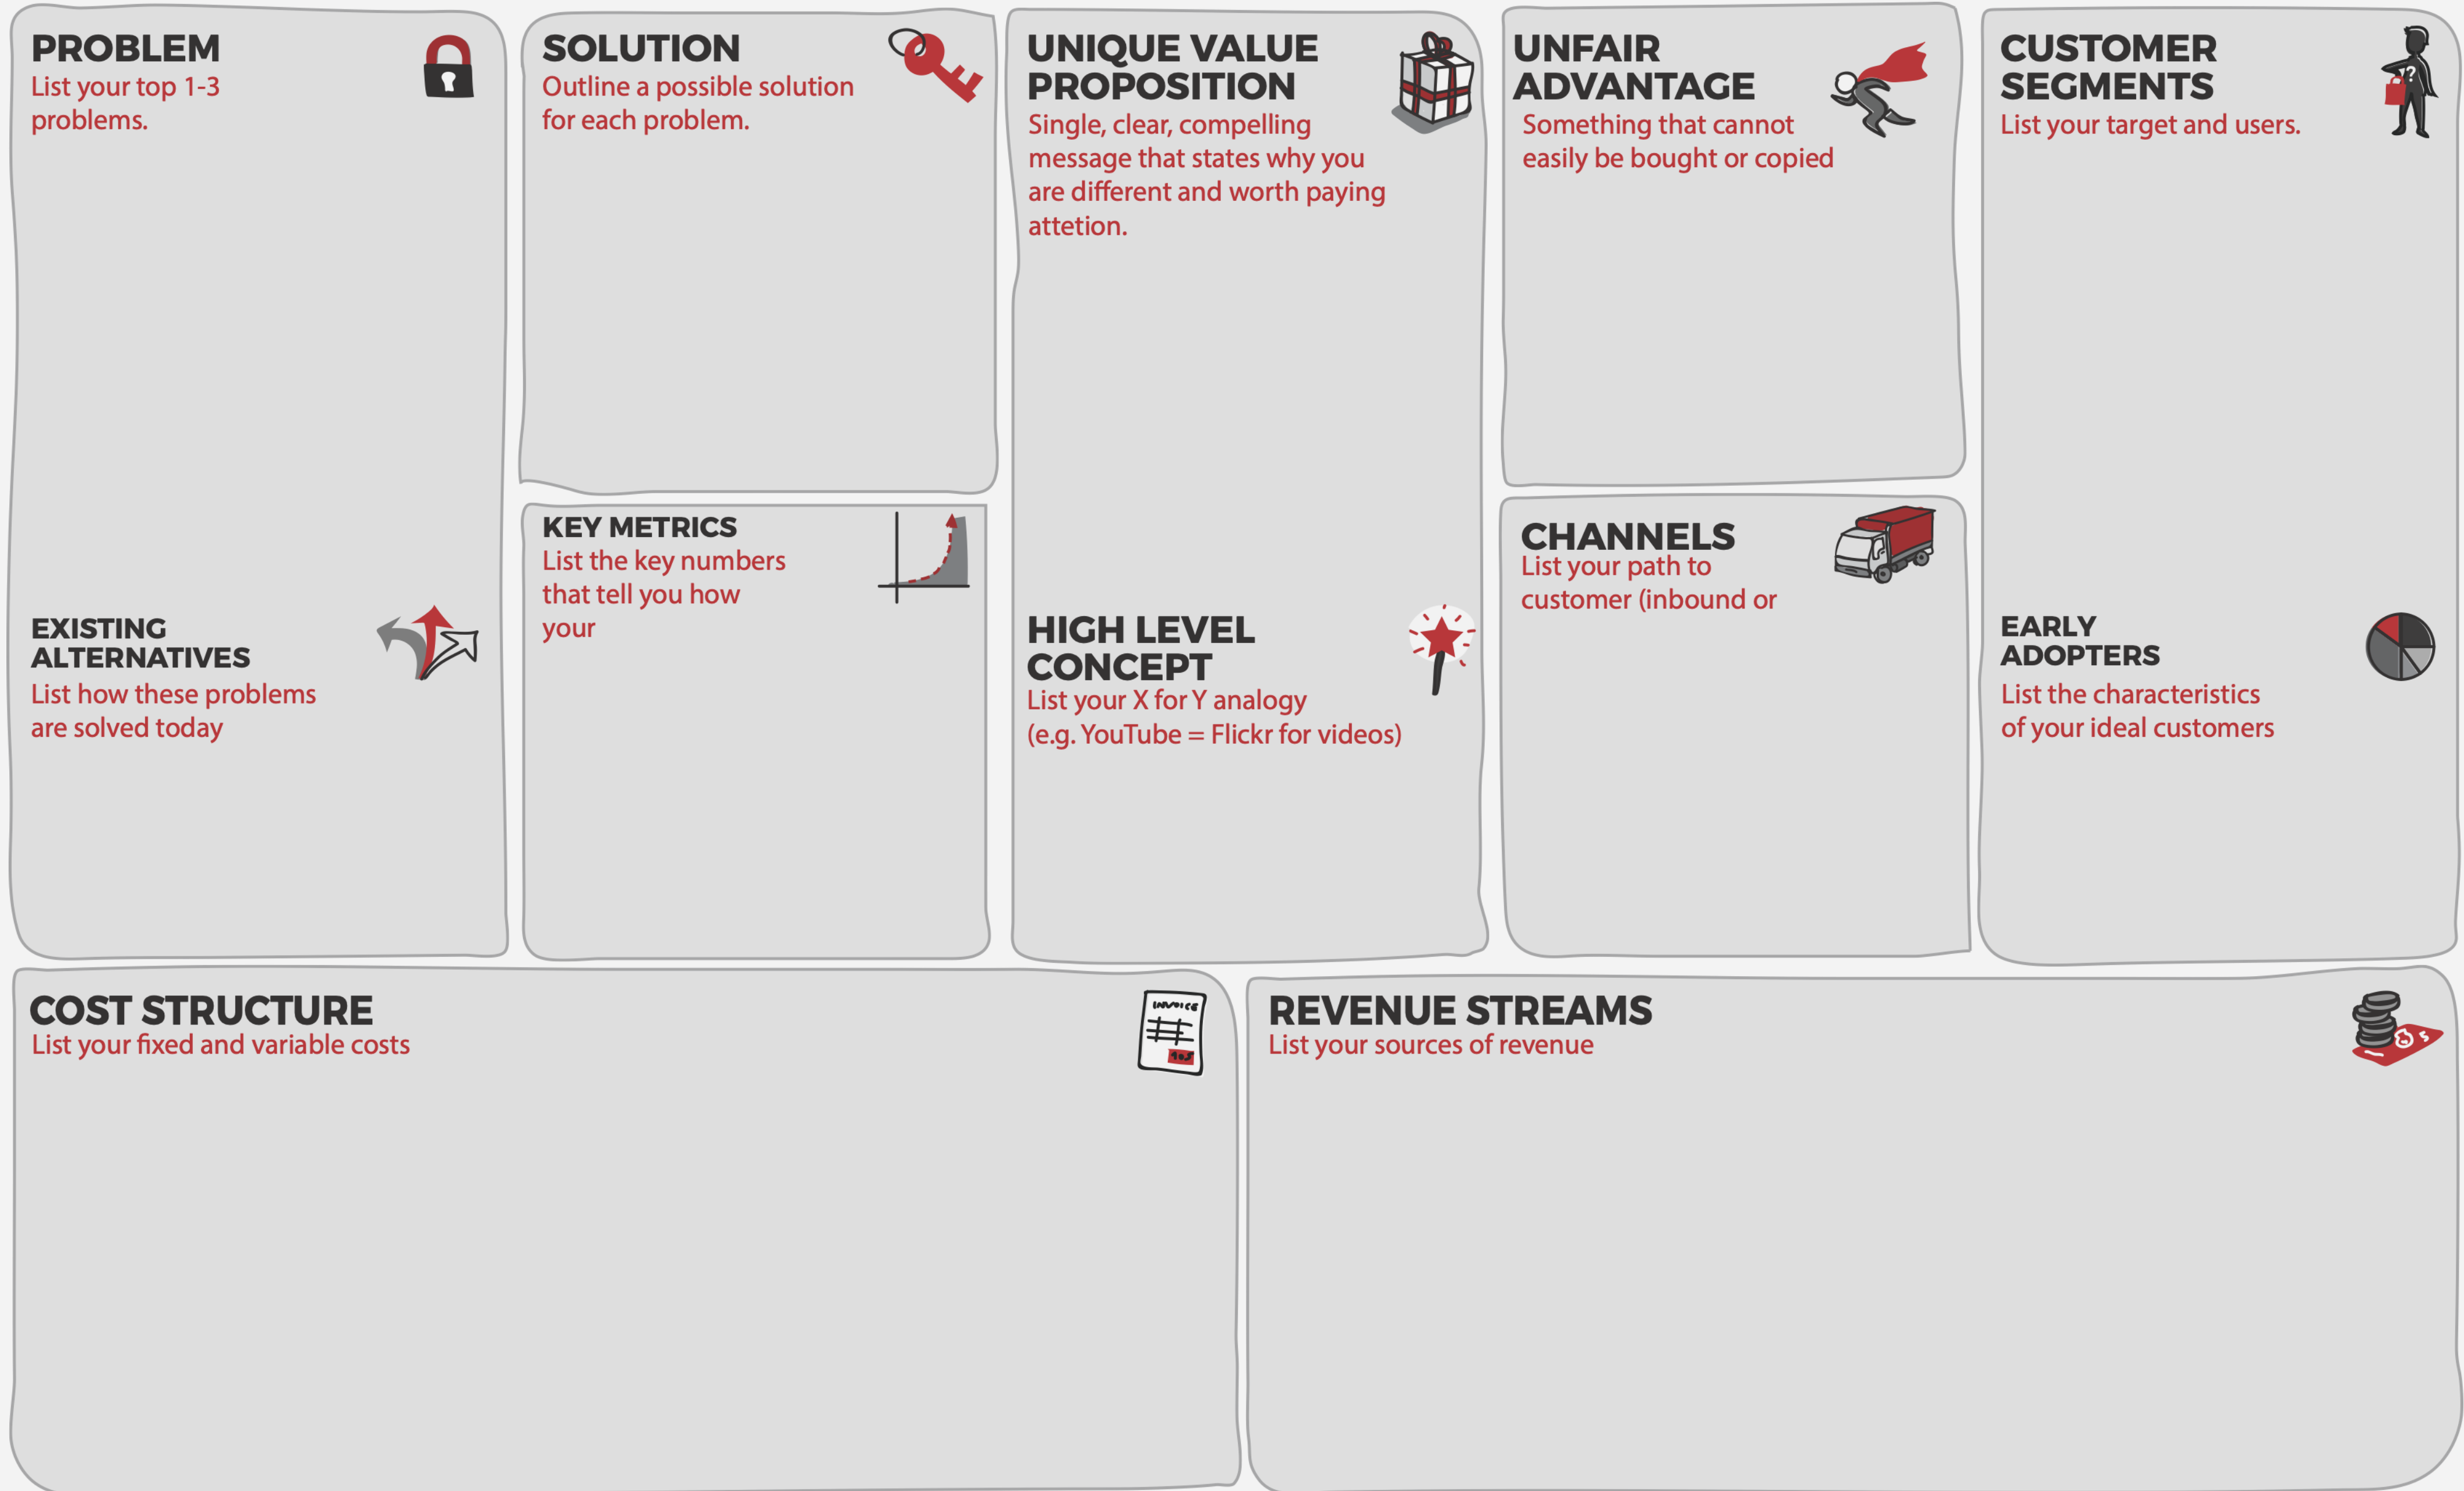 PROBLEM
List your top 1-3
problems.
EXISTING
ALTERNATIVES
List how these problems
are solved today
SOLUTION
Outline a possible solution
for each problem.
KEY METRICS
List the key numbers
that tell you how
your
UNIQUE VALUE
PROPOSITION
Single, clear, compelling
message that states why you
are different and worth paying
attetion.
HIGH LEVEL
CONCEPT
List your X for Y analogy
(e.g. YouTube = Flickr for videos)
UNFAIR
ADVANTAGE
Something that cannot
easily be bought or copied
CHANNELS
List your path to
customer (inbound or
CUSTOMER
SEGMENTS
List your target and users.
?
EARLY
ADOPTERS
List the characteristics
of your ideal customers
COST STRUCTURE
List your fixed and variable costs
INVOICE
REVENUE STREAMS
List your sources of revenue